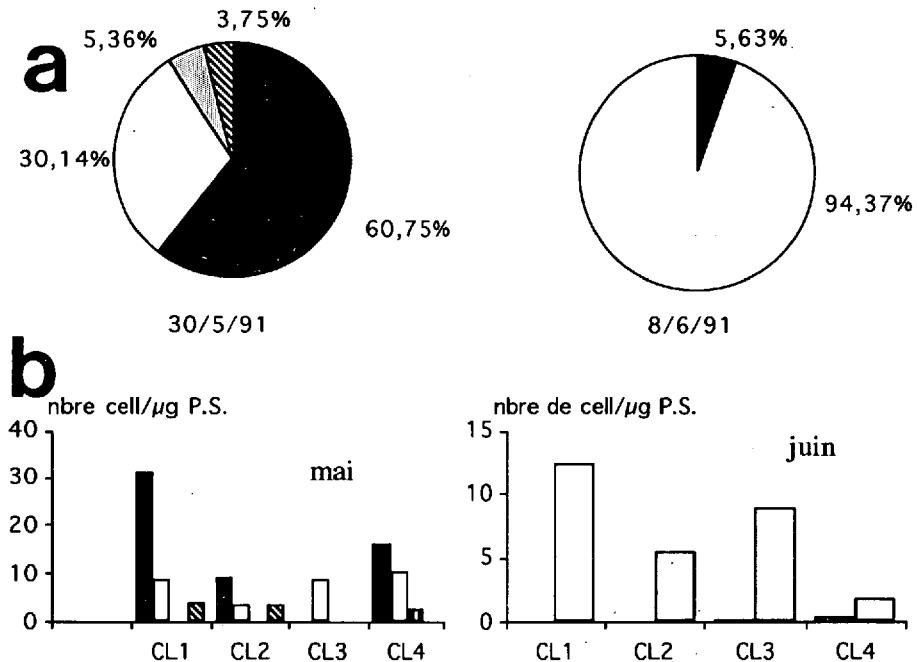 a
3,75%
5,36%
30,14%
60,75%
30/5/91
5,63%
94,37%
8/6/91
b
nbre cell/µg P.S.
mai
40
30
20
10
0
CL1 CL2 CL3 CL4
nbre de cell/µg P.S.
juin
15
10
5
0
CL1 CL2 CL3 CL4